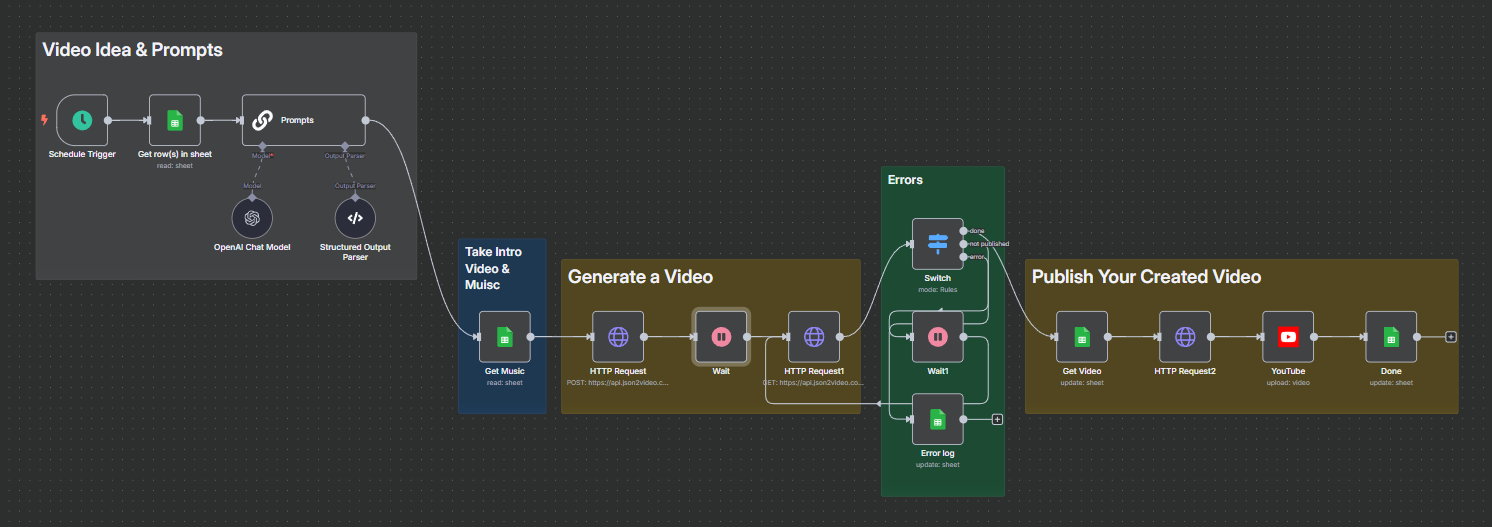 Video Idea & Prompts
Prompts
Schedule Trigger
Get row(s) in sheet
read: sheet
Model*
Output Parser
Model
Output Parser
OpenAI Chat Model
Structured Output
Parser
Take Intro
Video &
Muisc
Get Music
read: sheet
Generate a Video
HTTP Request
POST: https://api.json2video.c...
Wait
HTTP Request1
GET: https://api.json2video.co...
Errors
done
not published
error
Switch
mode: Rules
Wait1
Error log
update: sheet
Publish Your Created Video
Get Video
update: sheet
HTTP Request2
YouTube
upload: video
Done
update: sheet